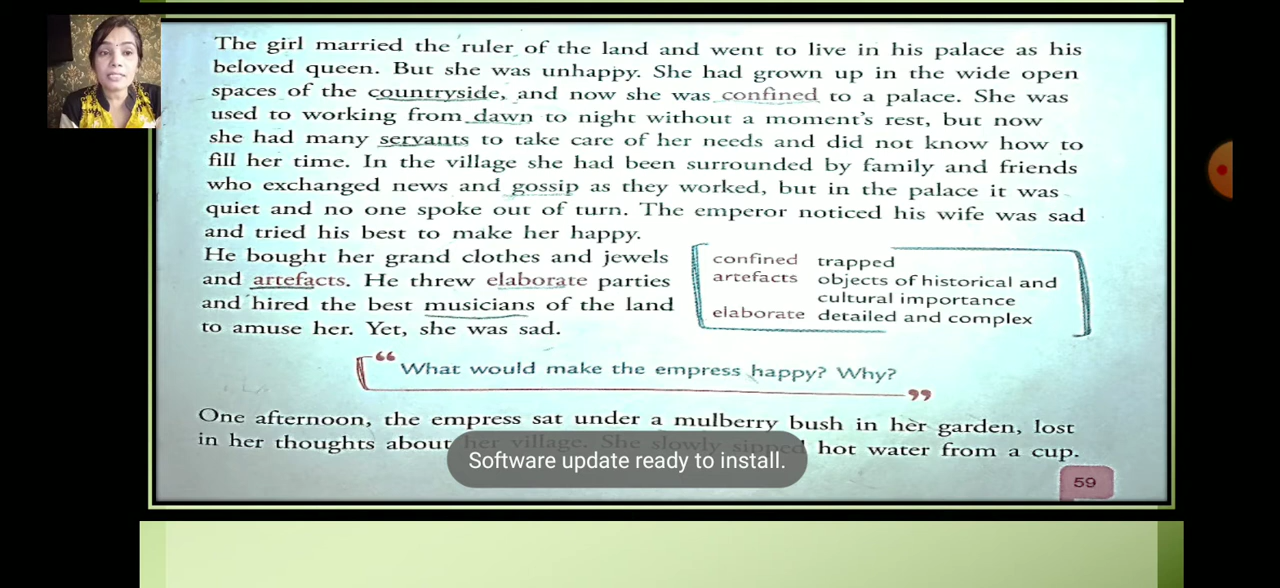 The girl married the ruler of the land and went to live in his palace as his
beloved queen. But she was unhappy. She had grown up in the wide open
spaces of the countryside, and now she was confined to a palace. She was
used to working from dawn to night without a moment's rest, but now
she had many servants to take care of her needs and did not know how to
fill her time. In the village she had been surrounded by family and friends
who exchanged news and gossip as they worked, but in the palace it was
quiet and no one spoke out of turn. The emperor noticed his wife was sad
and tried his best to make her happy.
He bought her grand clothes and jewels
and artefacts. He threw elaborate parties
and hired the best musicians of the land
to amuse her. Yet, she was sad.
confined trapped
artefacts objects of historical and
cultural importance
elaborate detailed and complex
“What would make the empress happy? Why?”
One afternoon, the empress sat under a mulberry bush in her garden, lost
in her thoughts about her village. She slowly sipped hot water from a cup.
Software update ready to install.
59